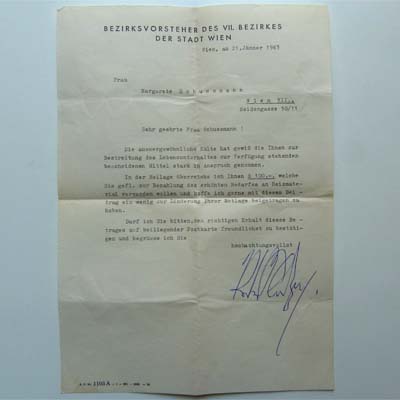 BEZIRKSVORSTEHER DES VII. BEZIRKES
DER STADT WIEN
Wien, am 21.Jänner 1963
Frau
Margarete
Wien VII.,
Seidengasse 50/11
Sehr geehrte Frau Schussmann !
Die aussergewöhnliche Kälte hat gewiß die Ihnen zur
Bestreitung des Lebensunterhaltes zur Verfügung stehenden
bescheidenen Mittel stark in Anspruch genommen.
In der Beilage überreiche ich Ihnen S 100,--, welche
Sie gefl. zur Bezahlung des erhöhten Bedarfes an Heizmate-
rial verwenden wollen und hoffe ich gerne mit diesem Bei-
trag ein wenig zur Linderung Ihrer Notlage beigetragen zu
haben.
Darf ich Sie bitten, den richtigen Erhalt dieses Be-
trages auf beiliegender Postkarte freundlichst zu bestäti-
gen und begrüsse ich Sie
hochachtungsvollst
1103 A